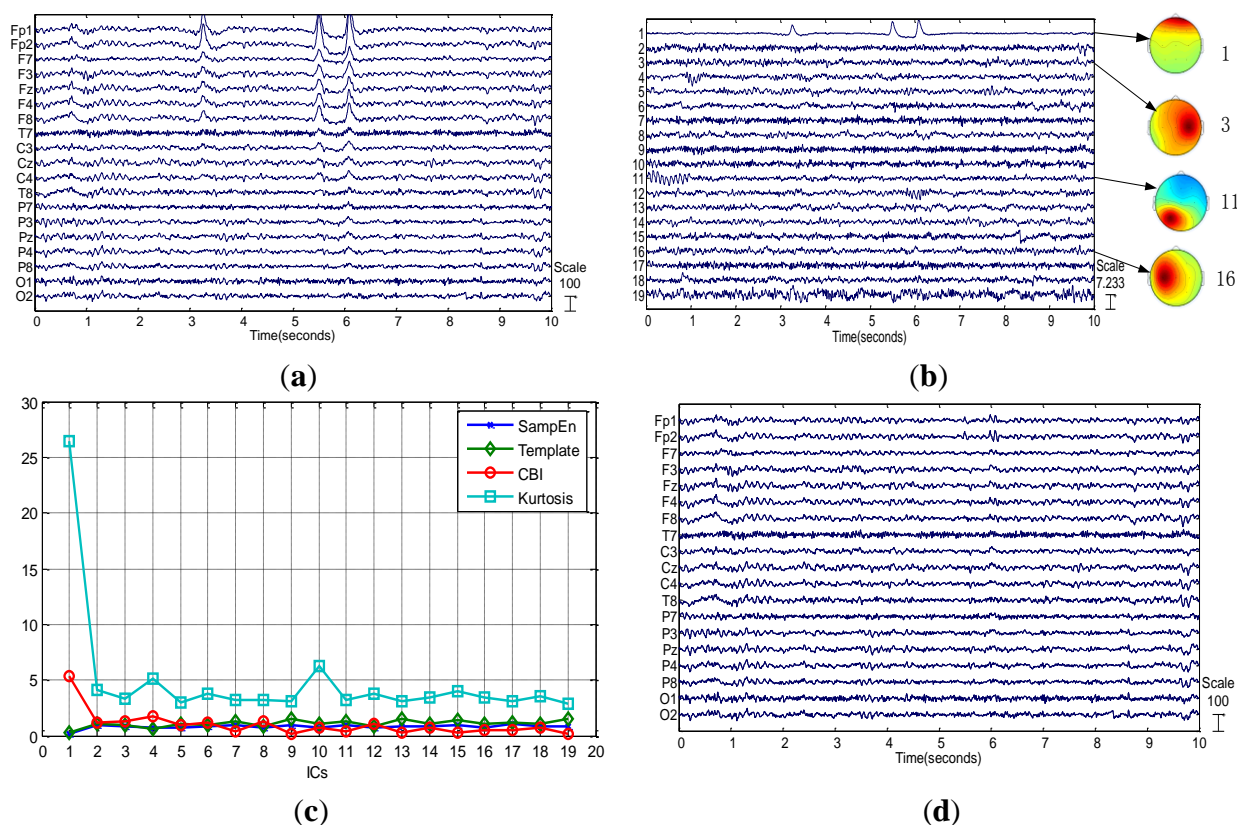 Fp1
Fp2
F7
F3
Fz
F4
F8
T7
C3
Cz
C4
T8
P7
P3
Pz
P4
P8
O1
O2
Scale
100
0 1 2 3 4 5 6 7 8 9 10
Time(seconds)
(a)
1
2
3
4
5
6
7
8
9
10
11
12
13
14
15
16
17
18
19
Scale
7.233
0 1 2 3 4 5 6 7 8 9 10
Time(seconds)
1
3
11
16
(b)
30
25
20
15
10
5
0
SampEn
Template
CBI
Kurtosis
0 1 2 3 4 5 6 7 8 9 10 11 12 13 14 15 16 17 18 19 20
ICs
(c)
Fp1
Fp2
F7
F3
Fz
F4
F8
T7
C3
Cz
C4
T8
P7
P3
Pz
P4
P8
O1
O2
Scale
100
0 1 2 3 4 5 6 7 8 9 10
Time(seconds)
(d)